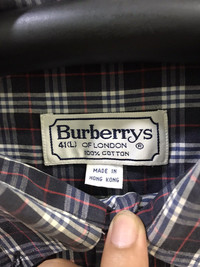 Burberrys
41(L) OF LONDON ®
100% COTTON
MADE IN
HONG KONG